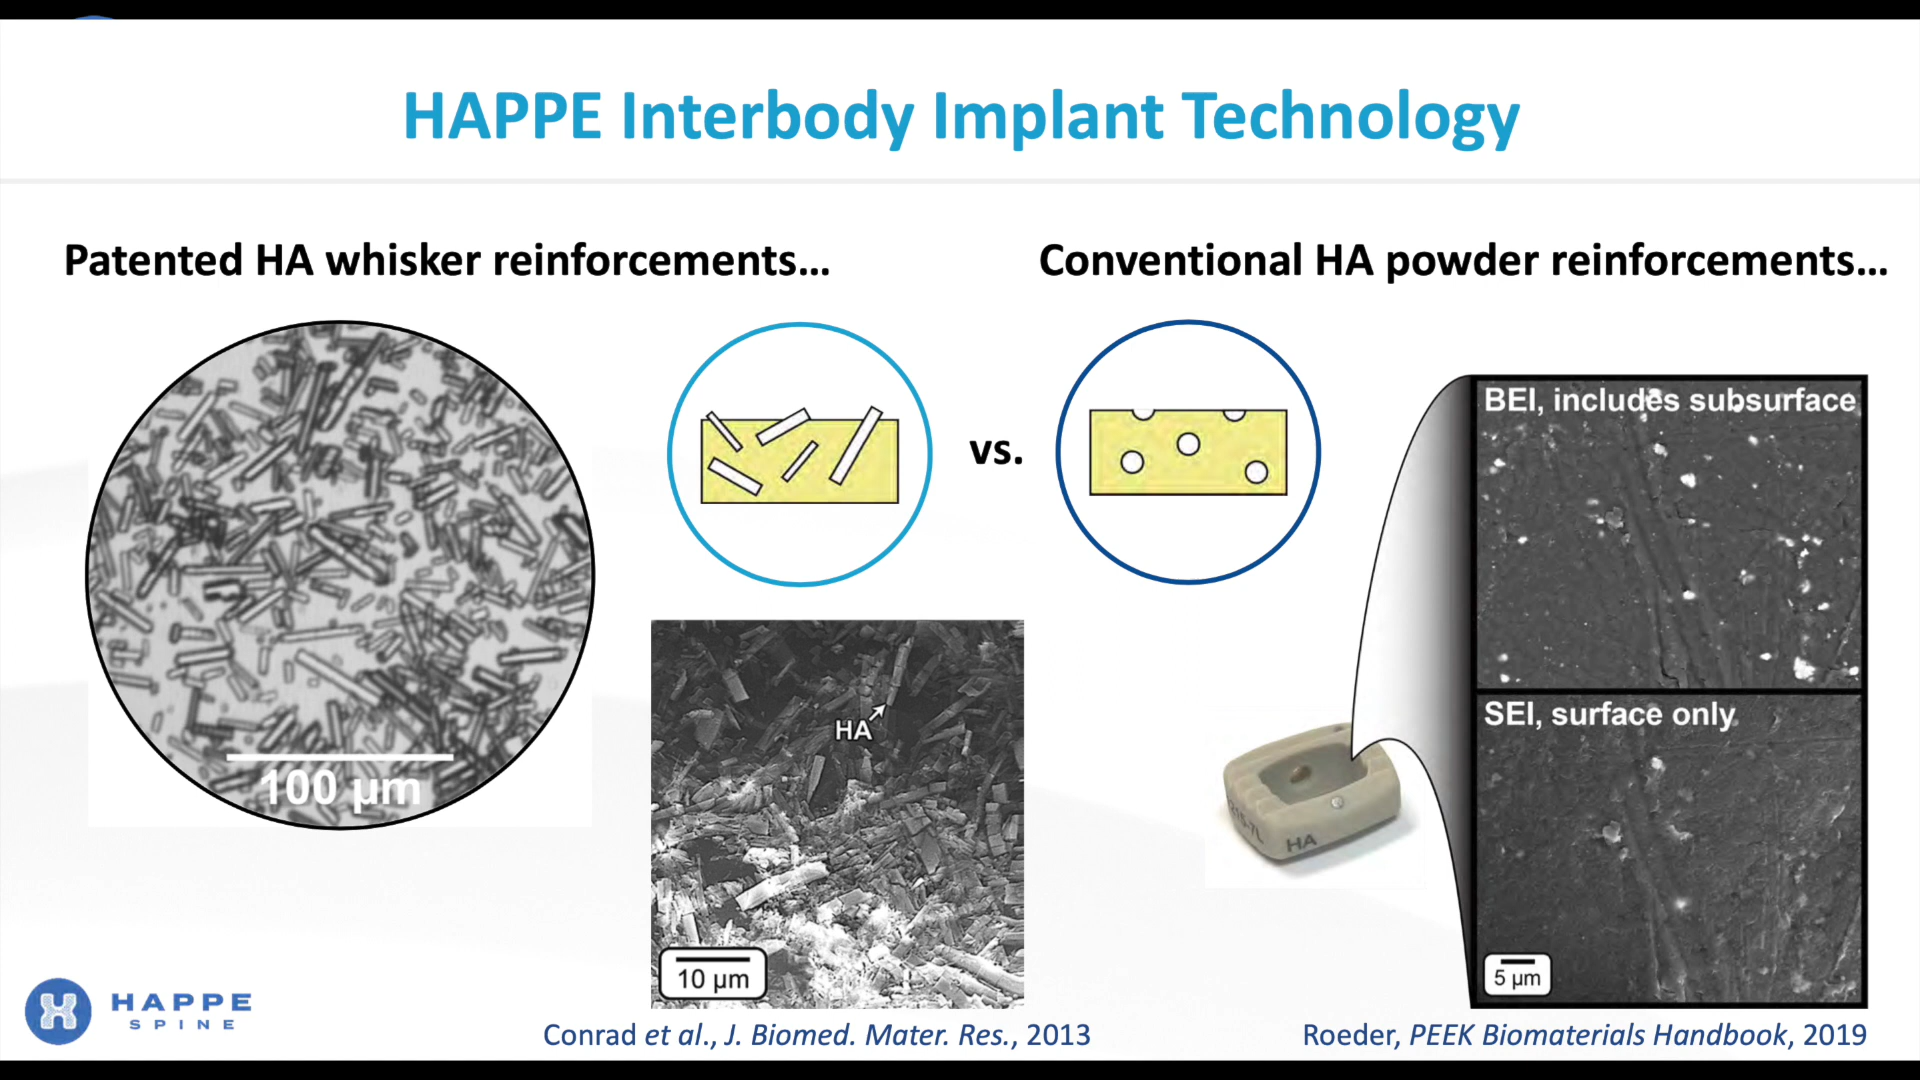 HAPPE Interbody Implant Technology
Patented HA whisker reinforcements...
Conventional HA powder reinforcements...
vs.
100 µm
HA
10 µm
HA
BEI, includes subsurface
SEI, surface only
5 µm
HAPPE
SPINE
Conrad et al., J. Biomed. Mater. Res., 2013
Roeder, PEEK Biomaterials Handbook, 2019